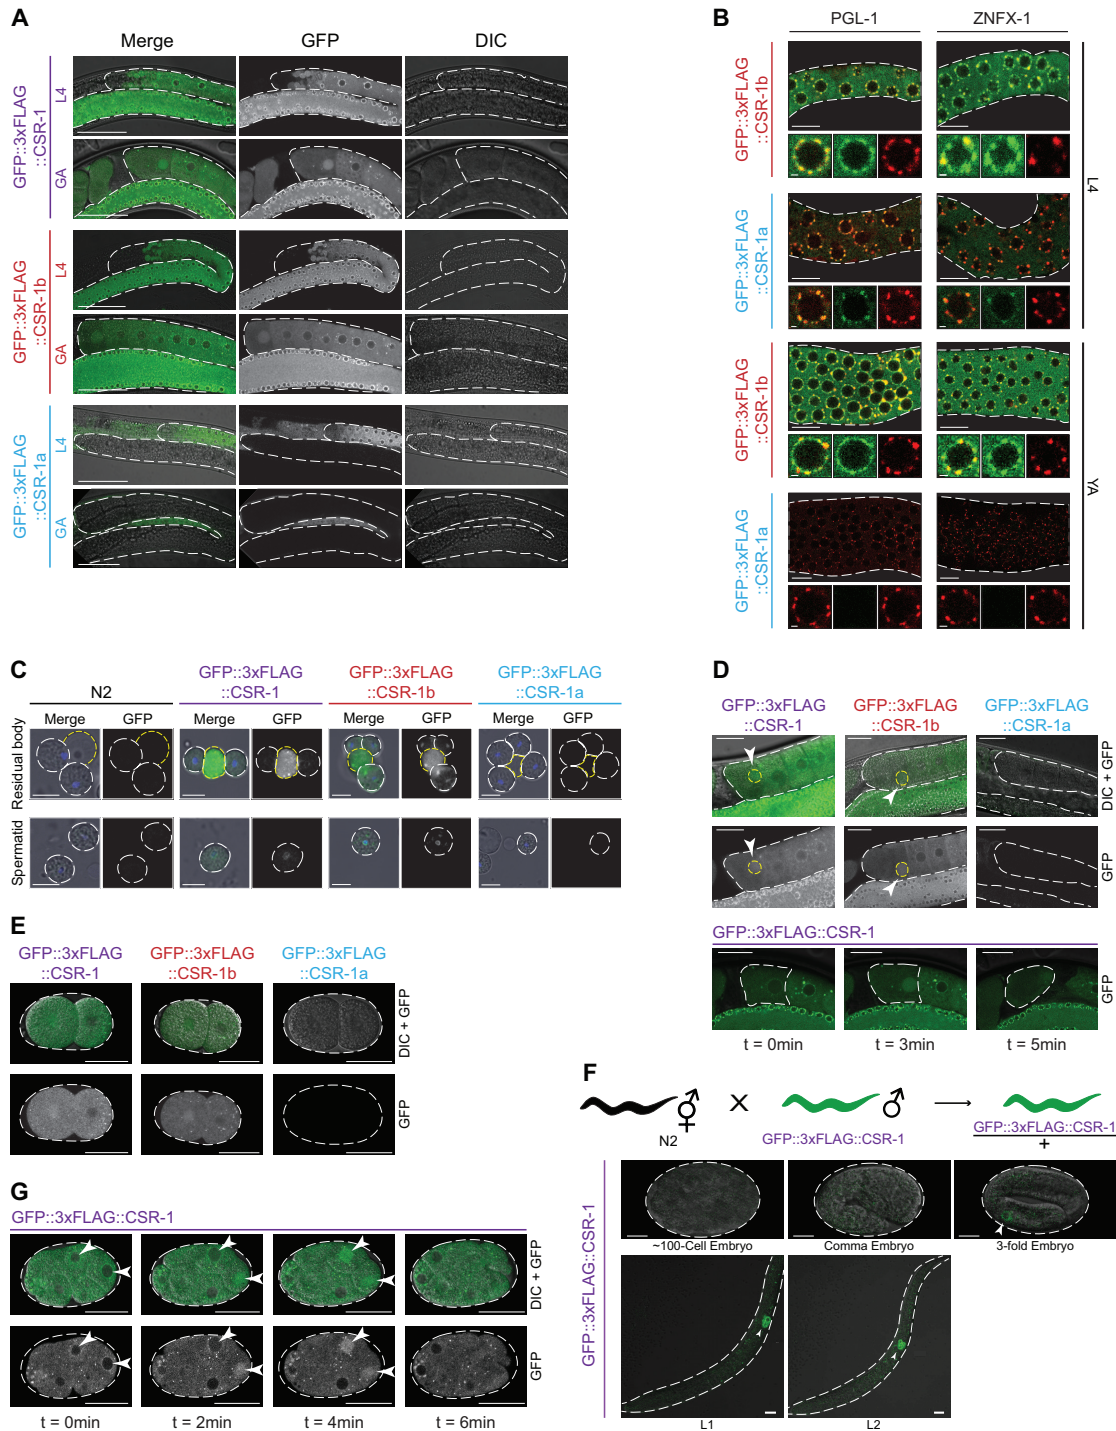 A
Merge GFP DIC
GFP::3xFLAG
::CSR-1
L4
GA
GFP::3xFLAG
::CSR-1b
L4
GA
GFP::3xFLAG
::CSR-1a
L4
GA
B
PGL-1 ZNFX-1
GFP::3xFLAG
::CSR-1b
GFP::3xFLAG
::CSR-1a
L4
GFP::3xFLAG
::CSR-1b
GFP::3xFLAG
::CSR-1a
YA
C
N2
GFP::3xFLAG
::CSR-1
GFP::3xFLAG
::CSR-1b
GFP::3xFLAG
::CSR-1a
Merge GFP Merge GFP Merge GFP Merge GFP
Residual body
Spermatid
D
GFP::3xFLAG
::CSR-1
GFP::3xFLAG
::CSR-1b
GFP::3xFLAG
::CSR-1a
DIC + GFP
GFP
GFP::3xFLAG::CSR-1
GFP
t = 0min t = 3min t = 5min
E
GFP::3xFLAG
::CSR-1
GFP::3xFLAG
::CSR-1b
GFP::3xFLAG
::CSR-1a
DIC + GFP
GFP
F
X
N2
GFP::3xFLAG::CSR-1
GFP::3xFLAG::CSR-1
+
GFP::3xFLAG::CSR-1
~100-Cell Embryo Comma Embryo 3-fold Embryo
L1 L2
G
GFP::3xFLAG::CSR-1
DIC + GFP
GFP
t = 0min t = 2min t = 4min t = 6min